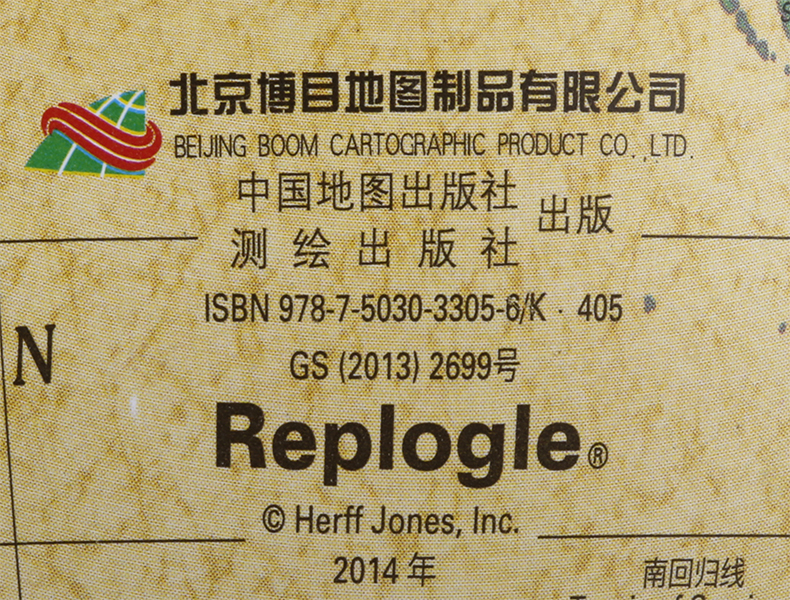 北京博目地图制品有限公司
BEIJING BOOM CARTOGRAPHIC PRODUCT CO.,LTD.
中国地图出版社
测绘出版社
出版
ISBN 978-7-5030-3305-6/K · 405
GS (2013) 2699号
N
Replogle®
© Herff Jones, Inc.
2014年
南回归线